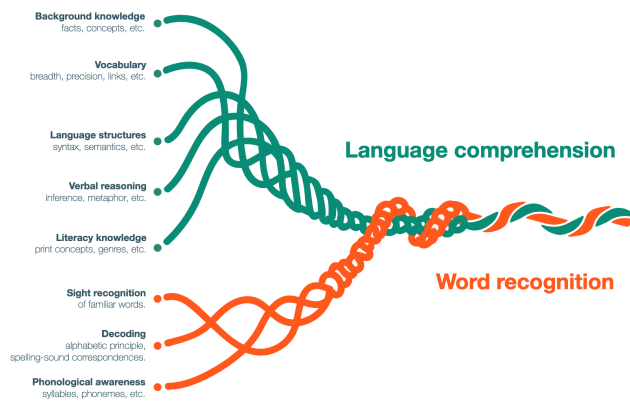 Background knowledge
facts, concepts, etc.
Vocabulary
breadth, precision, links, etc.
Language structures
syntax, semantics, etc.
Verbal reasoning
inference, metaphor, etc.
Literacy knowledge
print concepts, genres, etc.
Language comprehension
Sight recognition
of familiar words.
Decoding
alphabetic principle,
spelling-sound correspondences.
Phonological awareness
syllables, phonemes, etc.
Word recognition